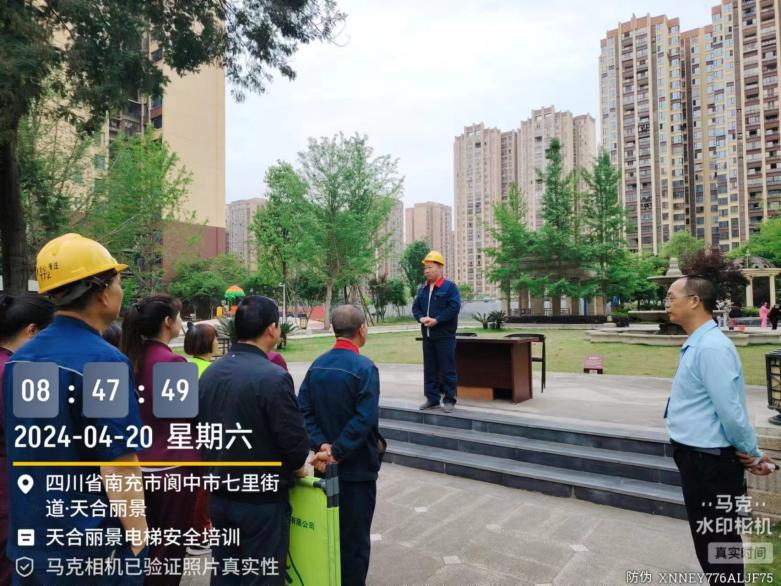 08:47:49
2024-04-20 星期六
四川省南充市阆中市七里街
道·天合丽景
天合丽景电梯安全培训
马克相机已验证照片真实性
马克
水印相机
真实时间
防伪 XNNEY776ALJF75